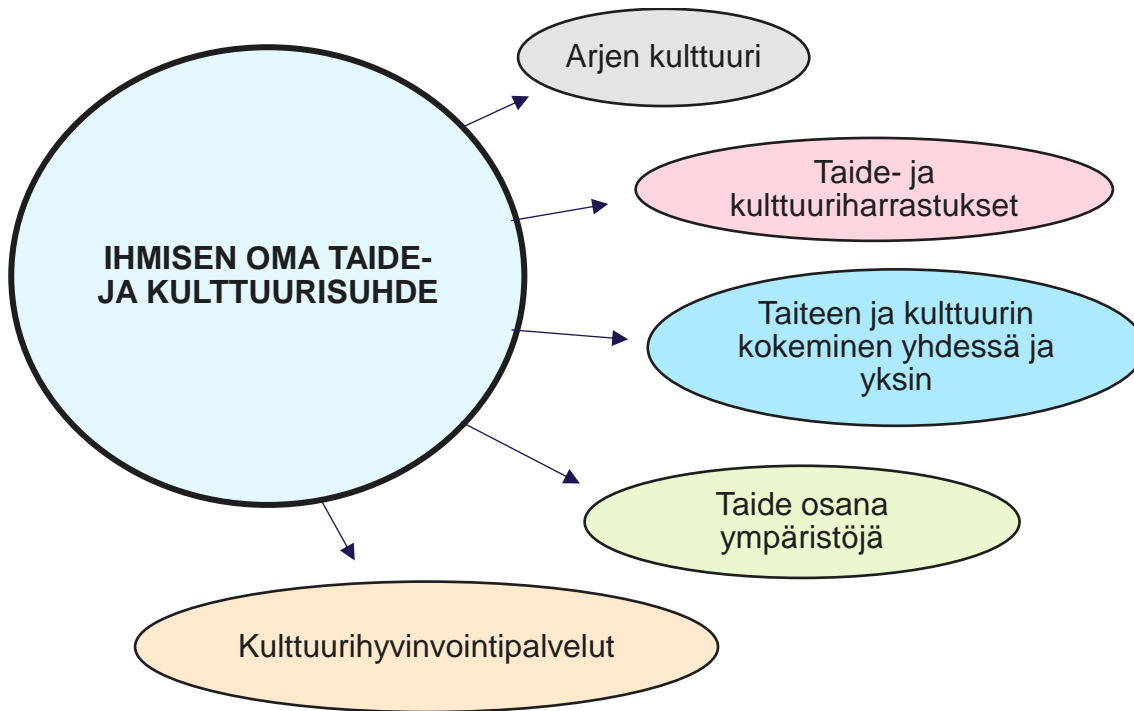 Arjen kulttuuri
Taide- ja
kulttuuriharrastukset
IHMISEN OMA TAIDE-
JA KULTTUURISUHDE
Taiteen ja kulttuurin
kokeminen yhdessä ja
yksin
Taide osana
ympäristöjä
Kulttuurihyvinvointipalvelut